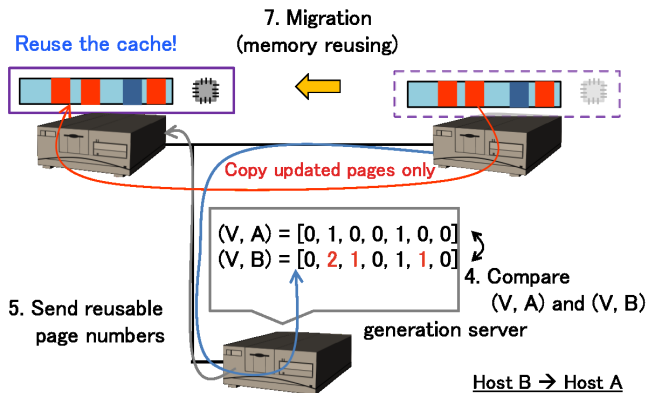 7. Migration
(memory reusing)
Reuse the cache!
Copy updated pages only
(V, A) = [0, 1, 0, 0, 1, 0, 0]
(V, B) = [0, 2, 1, 0, 1, 1, 0]
4. Compare
(V, A) and (V, B)
5. Send reusable
page numbers
generation server
Host B → Host A